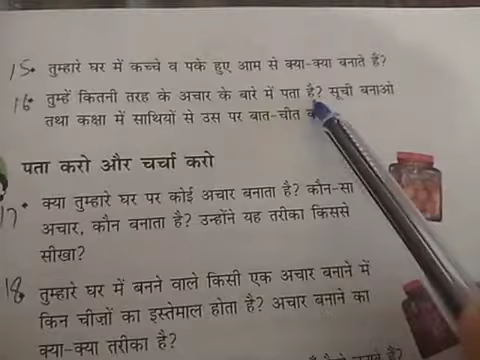 15. तुम्हारे घर में कच्चे व पके हुए आम से क्या-क्या बनाते हैं?
16. तुम्हें कितनी तरह के अचार के बारे में पता है? सूची बनाओ
तथा कक्षा में साथियों से उस पर बात-चीत
पता करो और चर्चा करो
17. क्या तुम्हारे घर पर कोई अचार बनाता है? कौन-सा
अचार, कौन बनाता है? उन्होंने यह तरीका किससे
सीखा?
18. तुम्हारे घर में बनने वाले किसी एक अचार बनाने में
किन चीज़ों का इस्तेमाल होता है? अचार बनाने का
क्या-क्या तरीका है?